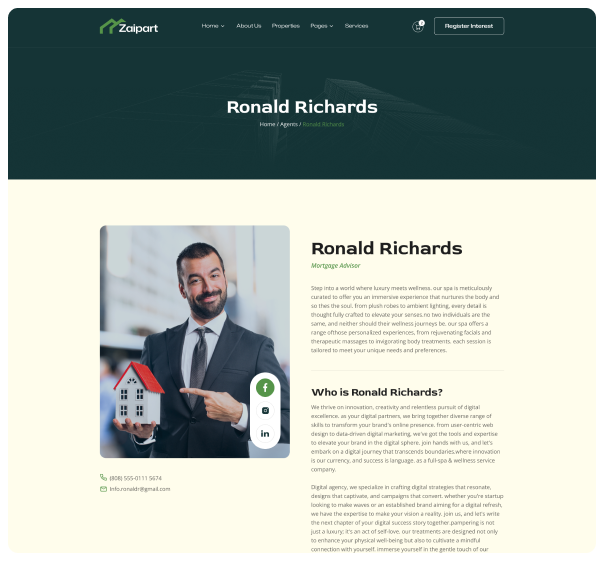 Zaipart
Home
About Us
Properties
Pages
Services
0
Register Interest
Ronald Richards
Home / Agents / Ronald Richards
Ronald Richards
Mortgage Advisor
Step into a world where luxury meets wellness. our spa is meticulously
curated to offer you an immersive experience that nurtures the body and
so thes the soul. from plush robes to ambient lighting, every detail is
thought fully crafted to elevate your senses.no two individuals are the
same, and neither should their wellness journeys be. our spa offers a
range ofthose personalized experiences, from rejuvenating facials and
therapeutic massages to invigorating body treatments. each session is
tailored to meet your unique needs and preferences.
Who is Ronald Richards?
We thrive on innovation, creativity and relentless pursuit of digital
excellence. as your digital partners, we bring together diverse range of
skills to transform your brand's online presence. from user-centric web
design to data-driven digital marketing, we've got the tools and expertise
to elevate your brand in the digital sphere. join hands with us, and let's
embark on a digital journey that transcends boundaries.where innovation
is our currency, and success is language. as a full-spa & wellness service
company.
Digital agency, we specialize in crafting digital strategies that resonate,
designs that captivate, and campaigns that convert. whether you're startup
looking to make waves or an established brand aiming for a digital refresh,
we have the expertise to make your vision a reality. join us, and let's write
the next chapter of your digital success story together.pampering is not
just a-luxury; it's an act of self-love. our treatments are designed not only
to enhance your physical well-being but also to cultivate a mindful
connection with yourself. immerse yourself in the gentle touch of our
f
in
(808) 555-0111 5674
info.ronaldr@gmail.com